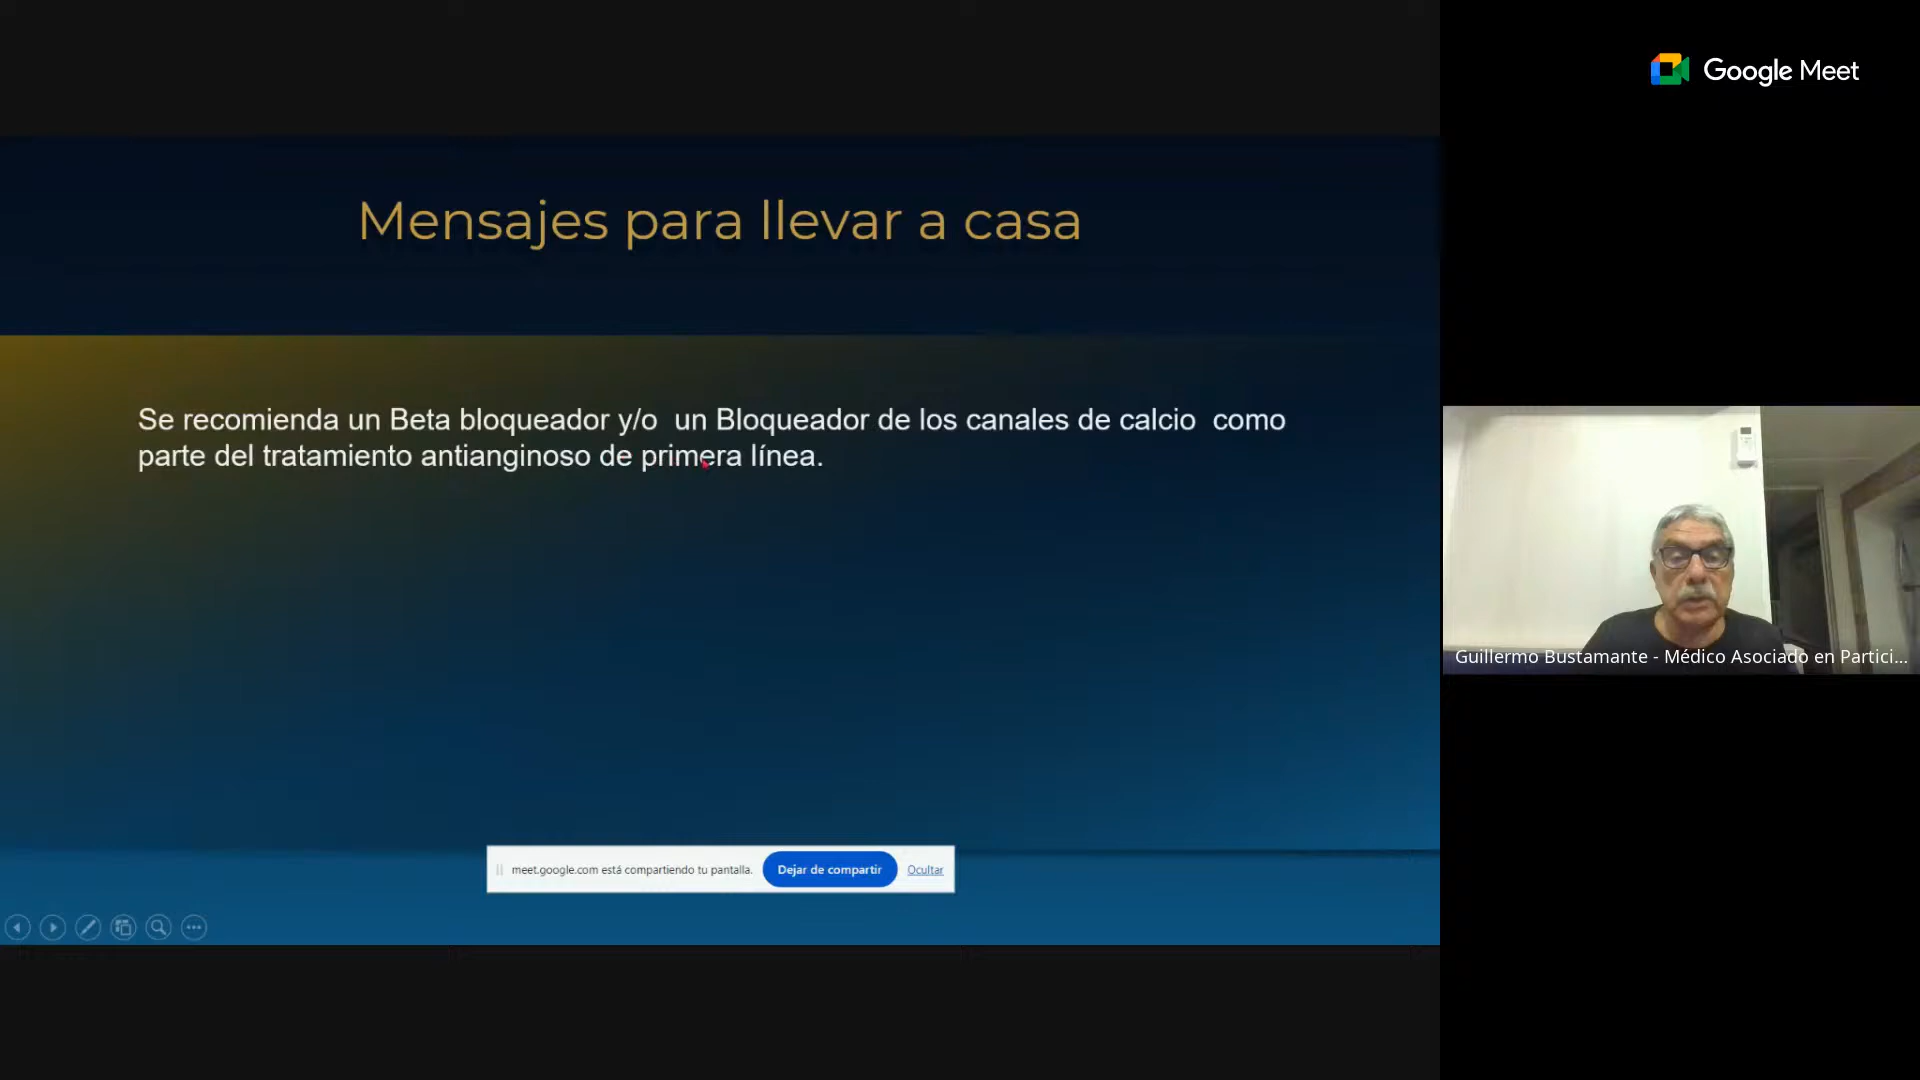 Google Meet
Mensajes para llevar a casa
Se recomienda un Beta bloqueador y/o  un Bloqueador de los canales de calcio  como
parte del tratamiento antianginoso de primera línea.
Guillermo Bustamante - Médico Asociado en Partici...
meet.google.com está compartiendo tu pantalla. Dejar de compartir Ocultar